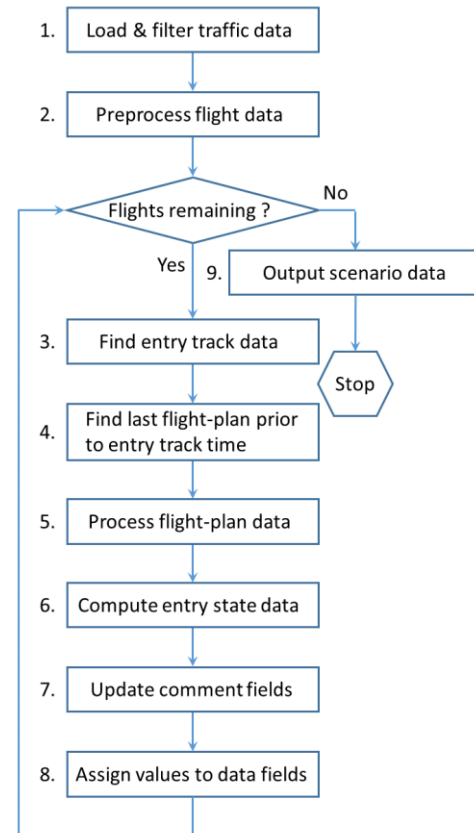 1. Load & filter traffic data
2. Preprocess flight data
Flights remaining ?
No
Yes
9. Output scenario data
3. Find entry track data
Stop
4. Find last flight-plan prior
to entry track time
5. Process flight-plan data
6. Compute entry state data
7. Update comment fields
8. Assign values to data fields